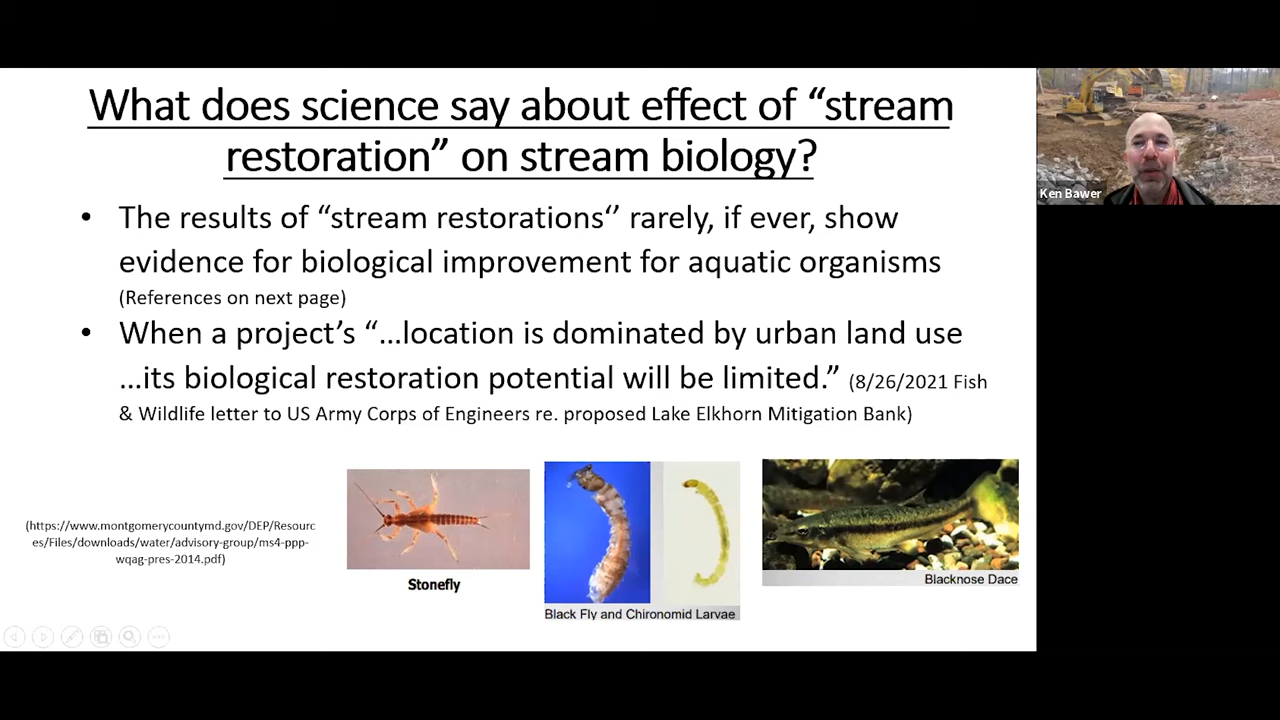 What does science say about effect of “stream
restoration” on stream biology?
• The results of “stream restorations‘’ rarely, if ever, show
evidence for biological improvement for aquatic organisms
(References on next page)
• When a project’s “…location is dominated by urban land use
…its biological restoration potential will be limited.” (8/26/2021 Fish
& Wildlife letter to US Army Corps of Engineers re. proposed Lake Elkhorn Mitigation Bank)
(https://www.montgomerycountymd.gov/DEP/Resourc
es/Files/downloads/water/advisory-group/ms4-ppp-
wqag-pres-2014.pdf)
Stonefly
Black Fly and Chironomid Larvae
Blacknose Dace
Ken Bawer